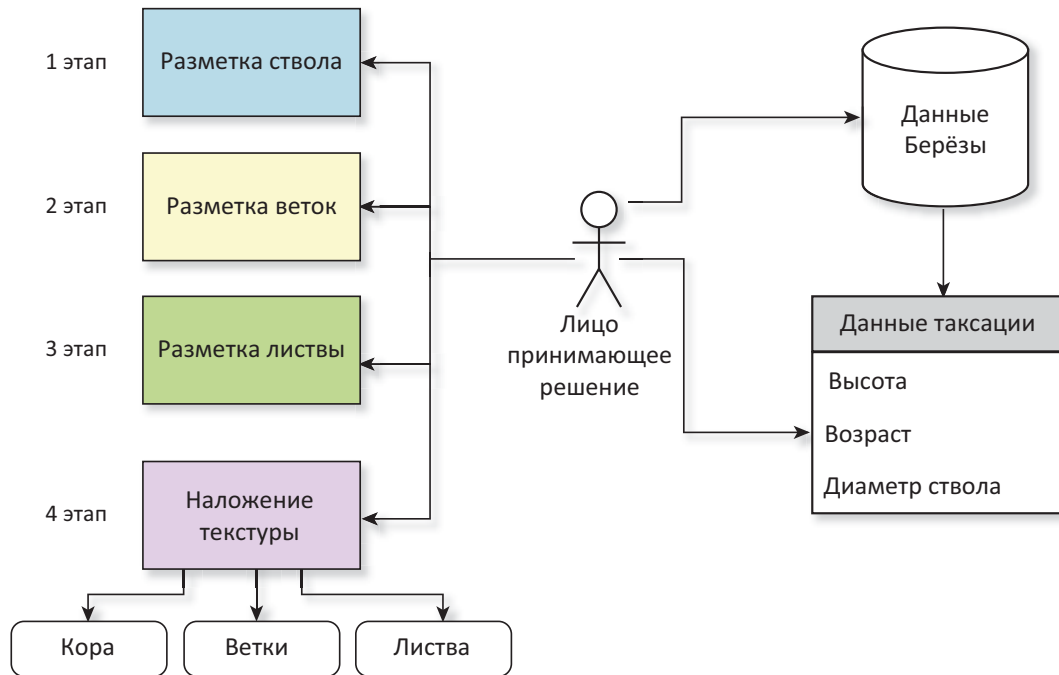 1 этап
Разметка ствола
2 этап
Разметка веток
3 этап
Разметка листвы
4 этап
Наложение
текстуры
Кора
Ветки
Листва
Лицо
принимающее
решение
Данные
Берёзы
Данные таксации
Высота
Возраст
Диаметр ствола